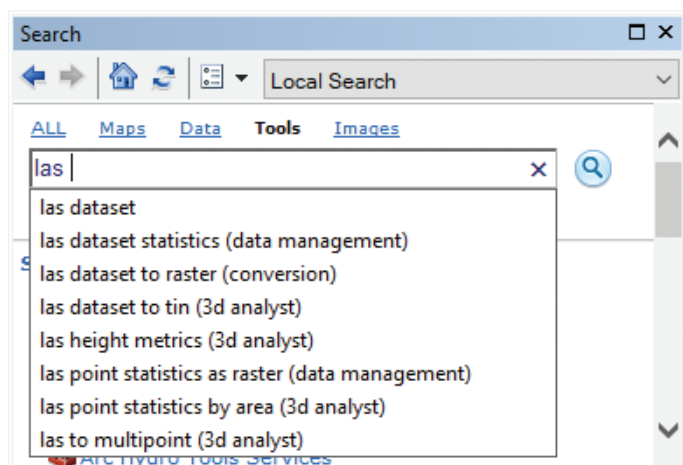 Search
Local Search
ALL Maps Data Tools Images
las
las dataset
las dataset statistics (data management)
las dataset to raster (conversion)
las dataset to tin (3d analyst)
las height metrics (3d analyst)
las point statistics as raster (data management)
las point statistics by area (3d analyst)
las to multipoint (3d analyst)
Arc Hydro Tools Services